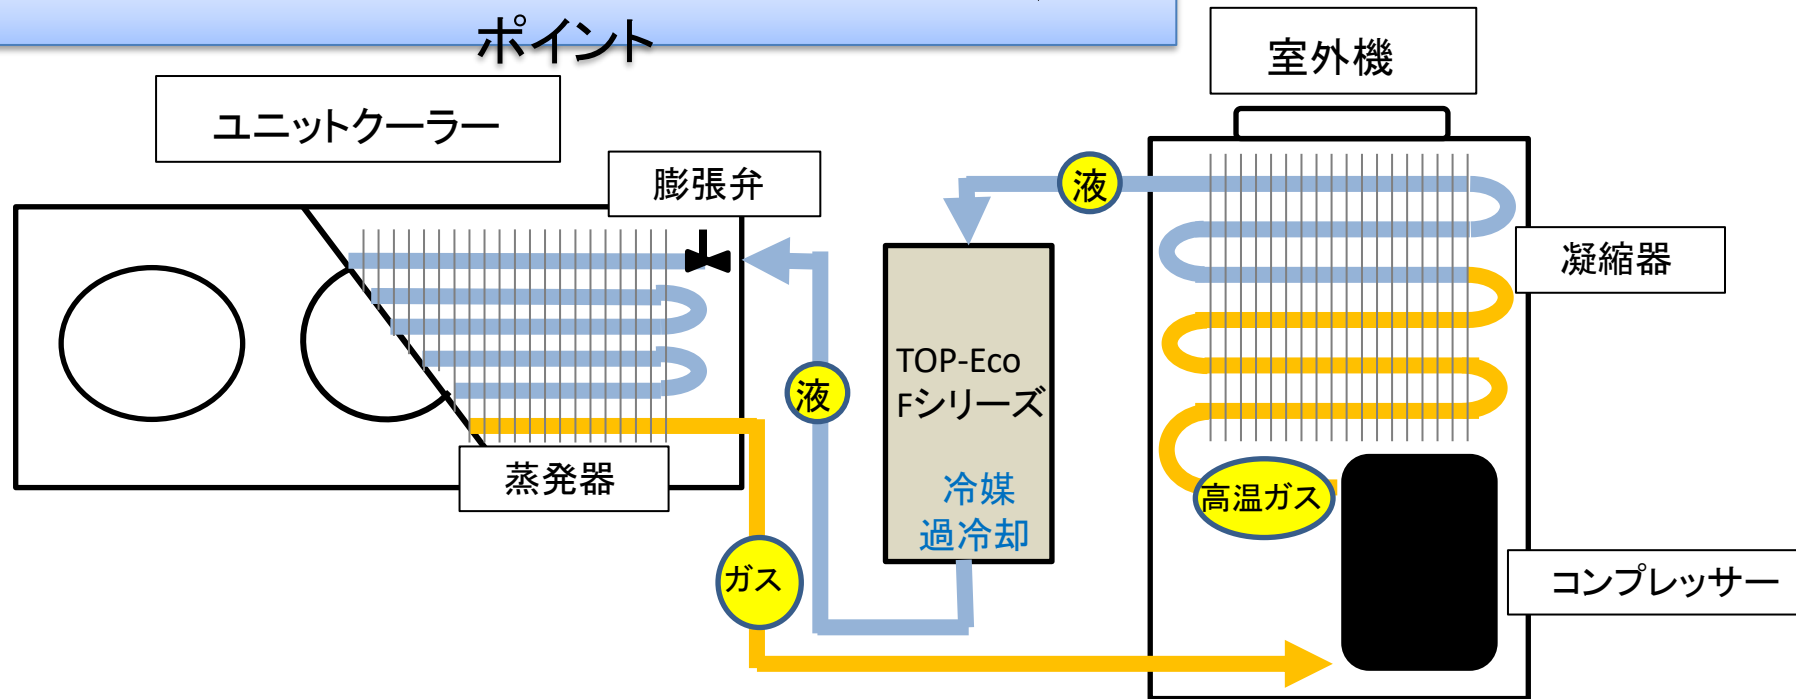 ポイント
室外機
ユニットクーラー
膨張弁
液
凝縮器
TOP-Eco
Fシリーズ
液
蒸発器
冷媒
過冷却
高温ガス
ガス
コンプレッサー